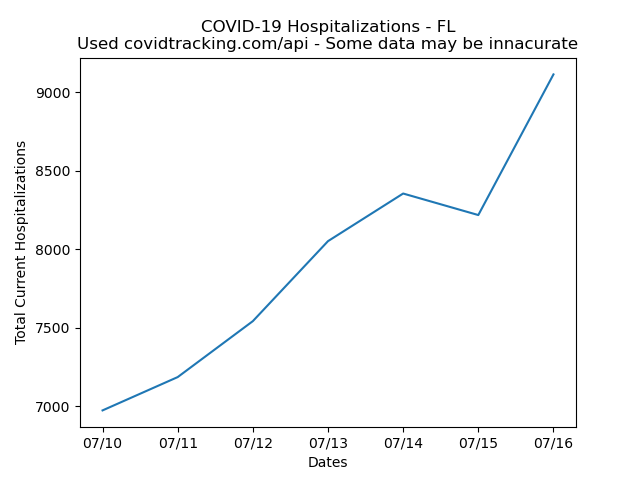 COVID-19 Hospitalizations - FL
Used covidtracking.com/api - Some data may be innacurate
9000
8500
8000
7500
7000
Total Current Hospitalizations
07/10 07/11 07/12 07/13 07/14 07/15 07/16
Dates